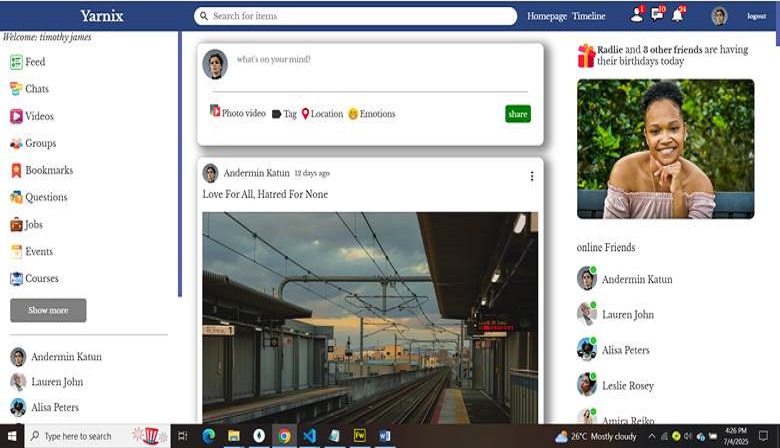 Yarnix
Search for items
Homepage Timeline
1
10
24
logout
Welcome: timothy james
Feed
Chats
Videos
Groups
Bookmarks
Questions
Jobs
Events
Courses
Show more
Andermin Katun
Lauren John
Alisa Peters
what's on your mind!
Photo video Tag Location Emotions
share
Andermin Katun 12 days ago
Love For All, Hatred For None
Radlie and 3 other friends are having
their birthdays today
online Friends
Andermin Katun
Lauren John
Alisa Peters
Leslie Rosey
Amira Reiko
Type here to search
26°C Mostly cloudy
4:26 PM
7/4/2025